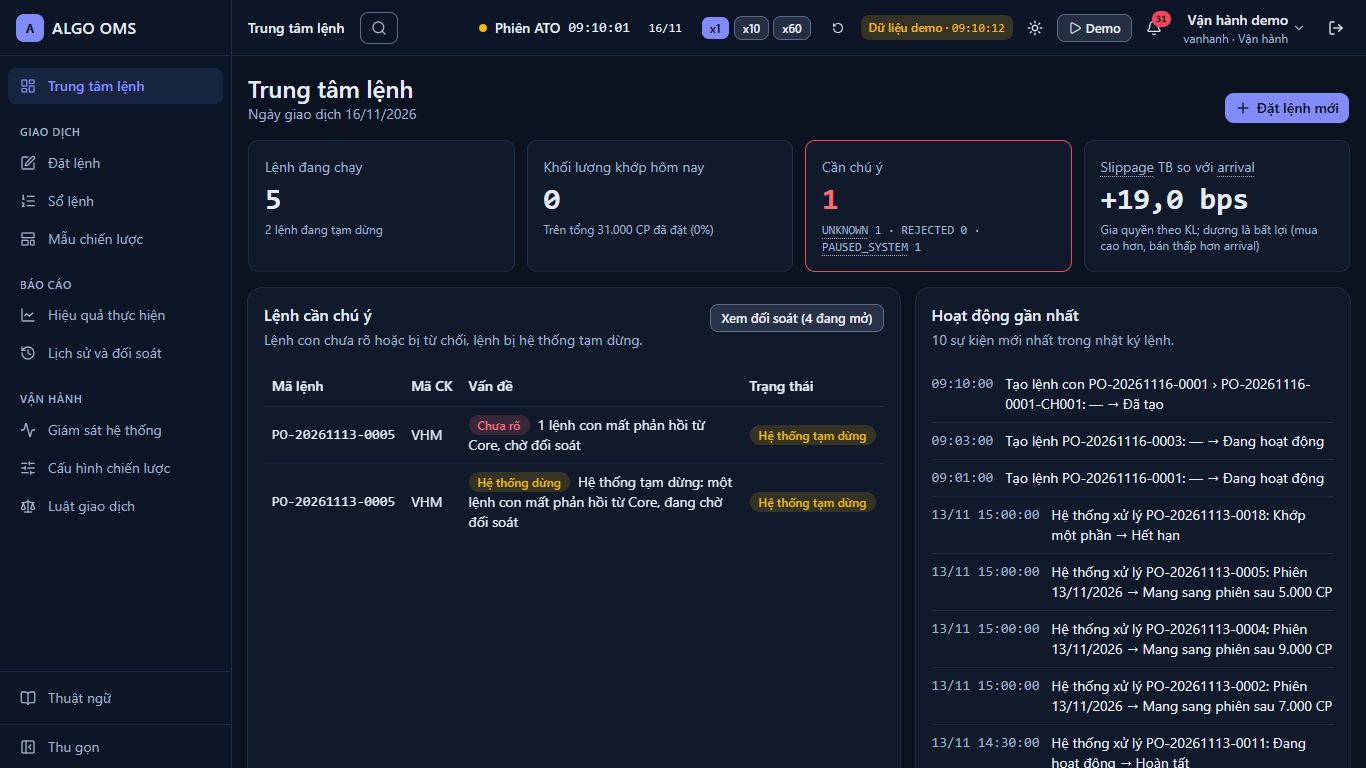 A ALGO OMS
Trung tâm lệnh
GIAO DỊCH
Đặt lệnh
Sổ lệnh
Mẫu chiến lược
BÁO CÁO
Hiệu quả thực hiện
Lịch sử và đối soát
VẬN HÀNH
Giám sát hệ thống
Cấu hình chiến lược
Luật giao dịch
Thuật ngữ
Thu gọn
Trung tâm lệnh
Phiên ATO 09:10:01 16/11 x1 x10 x60 Dữ liệu demo · 09:10:12 Demo 31
Vận hành demo
vanhanh · Vận hành
Trung tâm lệnh
Ngày giao dịch 16/11/2026
+ Đặt lệnh mới
Lệnh đang chạy
5
2 lệnh đang tạm dừng
Khối lượng khớp hôm nay
0
Trên tổng 31.000 CP đã đặt (0%)
Cần chú ý
1
UNKNOWN 1 · REJECTED 0 ·
PAUSED_SYSTEM 1
Slippage TB so với arrival
+19,0 bps
Gia quyền theo KL; dương là bất lợi (mua
cao hơn, bán thấp hơn arrival)
Lệnh cần chú ý
Lệnh con chưa rõ hoặc bị từ chối, lệnh bị hệ thống tạm dừng.
Xem đối soát (4 đang mở)
Mã lệnh Mã CK Vấn đề Trạng thái
PO-20261113-0005 VHM Chưa rõ 1 lệnh con mất phản hồi từ
Core, chờ đối soát
Hệ thống tạm dừng
PO-20261113-0005 VHM Hệ thống dừng Hệ thống tạm dừng: một
lệnh con mất phản hồi từ Core, đang chờ
đối soát
Hệ thống tạm dừng
Hoạt động gần nhất
10 sự kiện mới nhất trong nhật ký lệnh.
09:10:00 Tạo lệnh con PO-20261116-0001 › PO-20261116-
0001-CH001: — → Đã tạo
09:03:00 Tạo lệnh PO-20261116-0003: — → Đang hoạt động
09:01:00 Tạo lệnh PO-20261116-0001: — → Đang hoạt động
13/11 15:00:00 Hệ thống xử lý PO-20261113-0018: Khớp
một phần → Hết hạn
13/11 15:00:00 Hệ thống xử lý PO-20261113-0005: Phiên
13/11/2026 → Mang sang phiên sau 5.000 CP
13/11 15:00:00 Hệ thống xử lý PO-20261113-0004: Phiên
13/11/2026 → Mang sang phiên sau 9.000 CP
13/11 15:00:00 Hệ thống xử lý PO-20261113-0002: Phiên
13/11/2026 → Mang sang phiên sau 7.000 CP
13/11 14:30:00 Hệ thống xử lý PO-20261113-0011: Đang
hoạt động → Hoàn tất